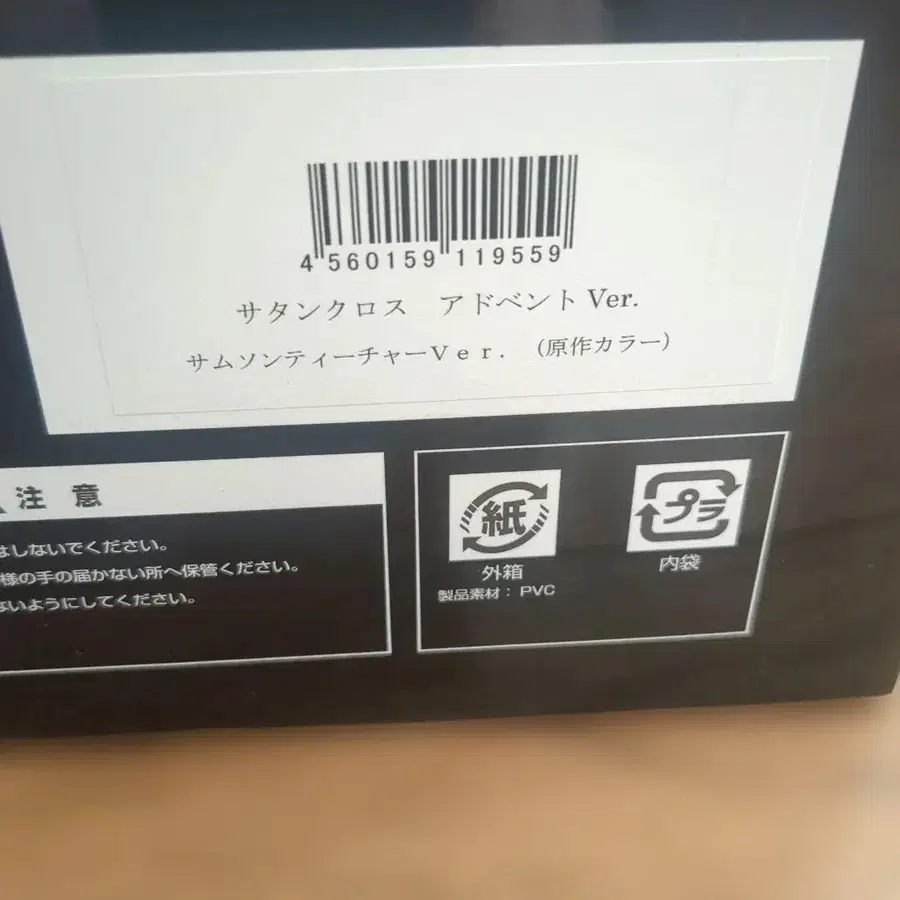 4 560159 119559
サタンクロス　アドベント Ver.
サムソンティーチャーＶｅｒ．　（原作カラー）
注 意
はしないでください。
様の手の届かない所へ保管ください。
ないようにしてください。
紙
外箱
製品素材： PVC
プラ
内袋